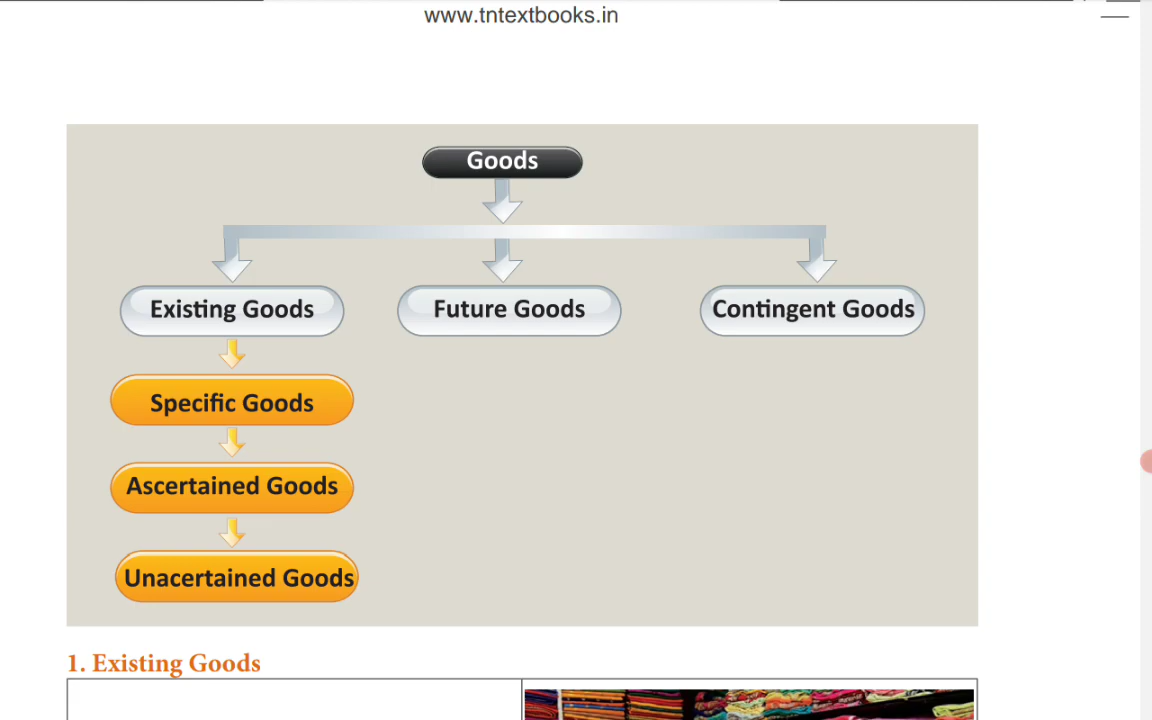 www.tntextbooks.in
Goods
Existing Goods
Future Goods
Contingent Goods
Specific Goods
Ascertained Goods
Unacertained Goods
1. Existing Goods